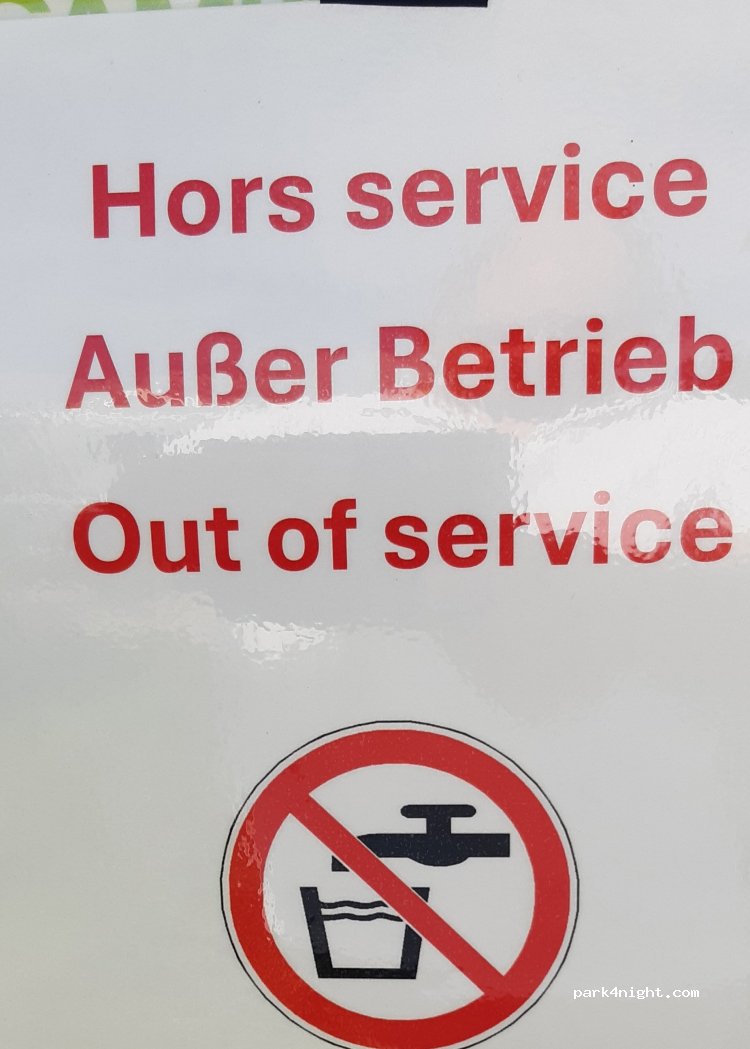 Hors service
Außer Betrieb
Out of service
park4night.com